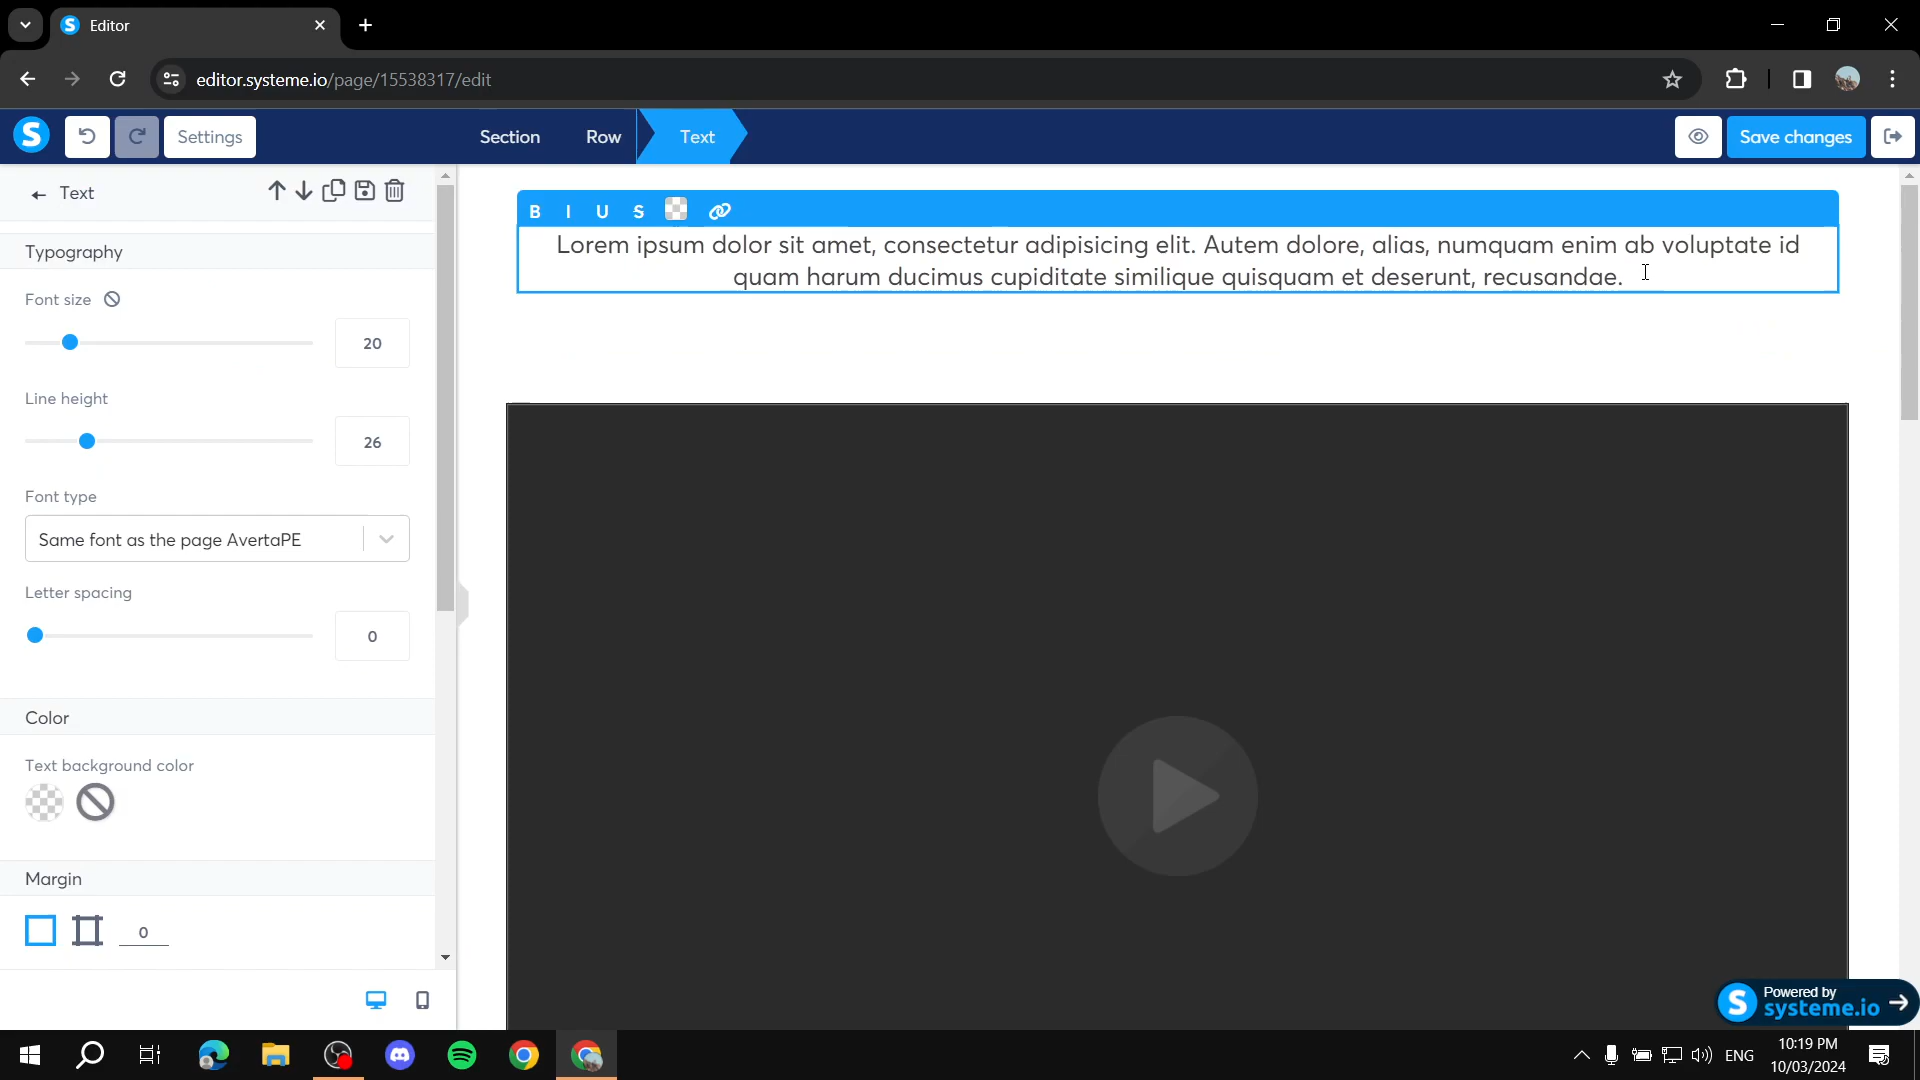 Editor
editor.systeme.io/page/15538317/edit
Settings
Section
Row
Text
Save changes
Text
B I U S
Lorem ipsum dolor sit amet, consectetur adipisicing elit. Autem dolore, alias, numquam enim ab voluptate id
quam harum ducimus cupiditate similique quisquam et deserunt, recusandae.
Typography
Font size
20
Line height
26
Font type
Same font as the page AvertaPE
Letter spacing
0
Color
Text background color
Margin
0
Powered by
systeme.io
ENG
10:19 PM
10/03/2024